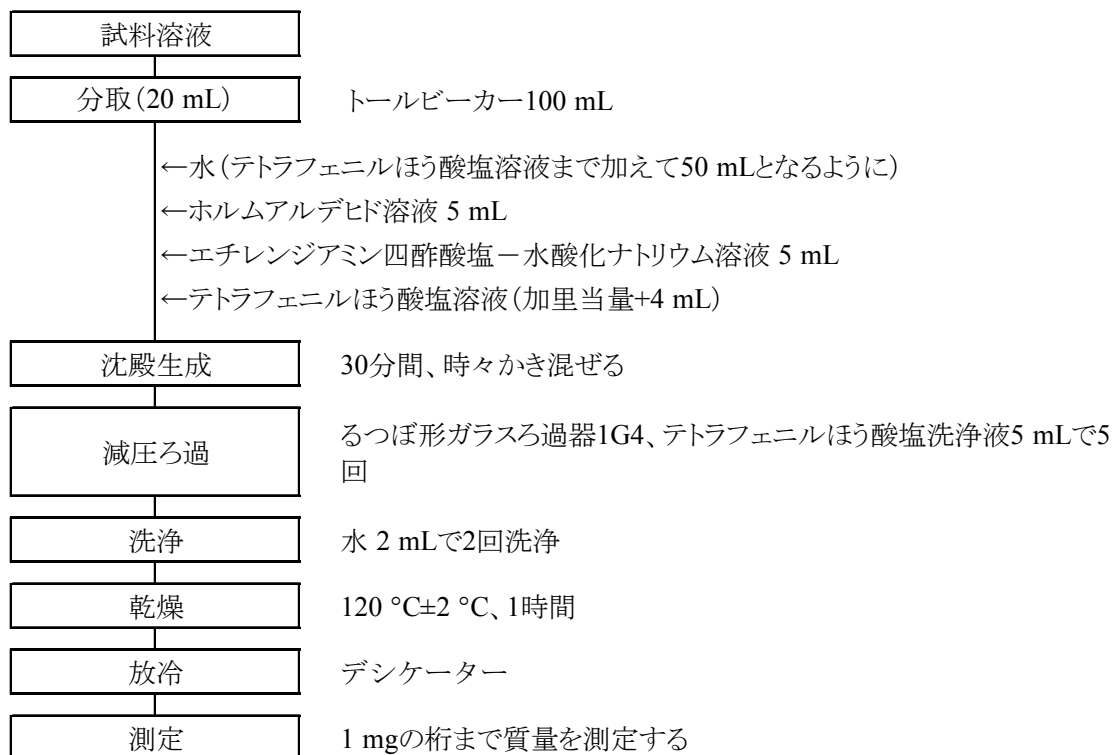 試料溶液
分取(20 mL) トールビーカー100 mL
←水(テトラフェニルほう酸塩溶液まで加えて50 mLとなるように)
←ホルムアルデヒド溶液 5 mL
←エチレンジアミン四酢酸塩-水酸化ナトリウム溶液 5 mL
←テトラフェニルほう酸塩溶液(加里当量+4 mL)
沈殿生成 30分間、時々かき混ぜる
減圧ろ過 るつぼ形ガラスろ過器1G4、テトラフェニルほう酸塩洗浄液5 mLで5
回
洗浄 水 2 mLで2回洗浄
乾燥 120 °C±2 °C、1時間
放冷 デシケーター
測定 1 mgの桁まで質量を測定する